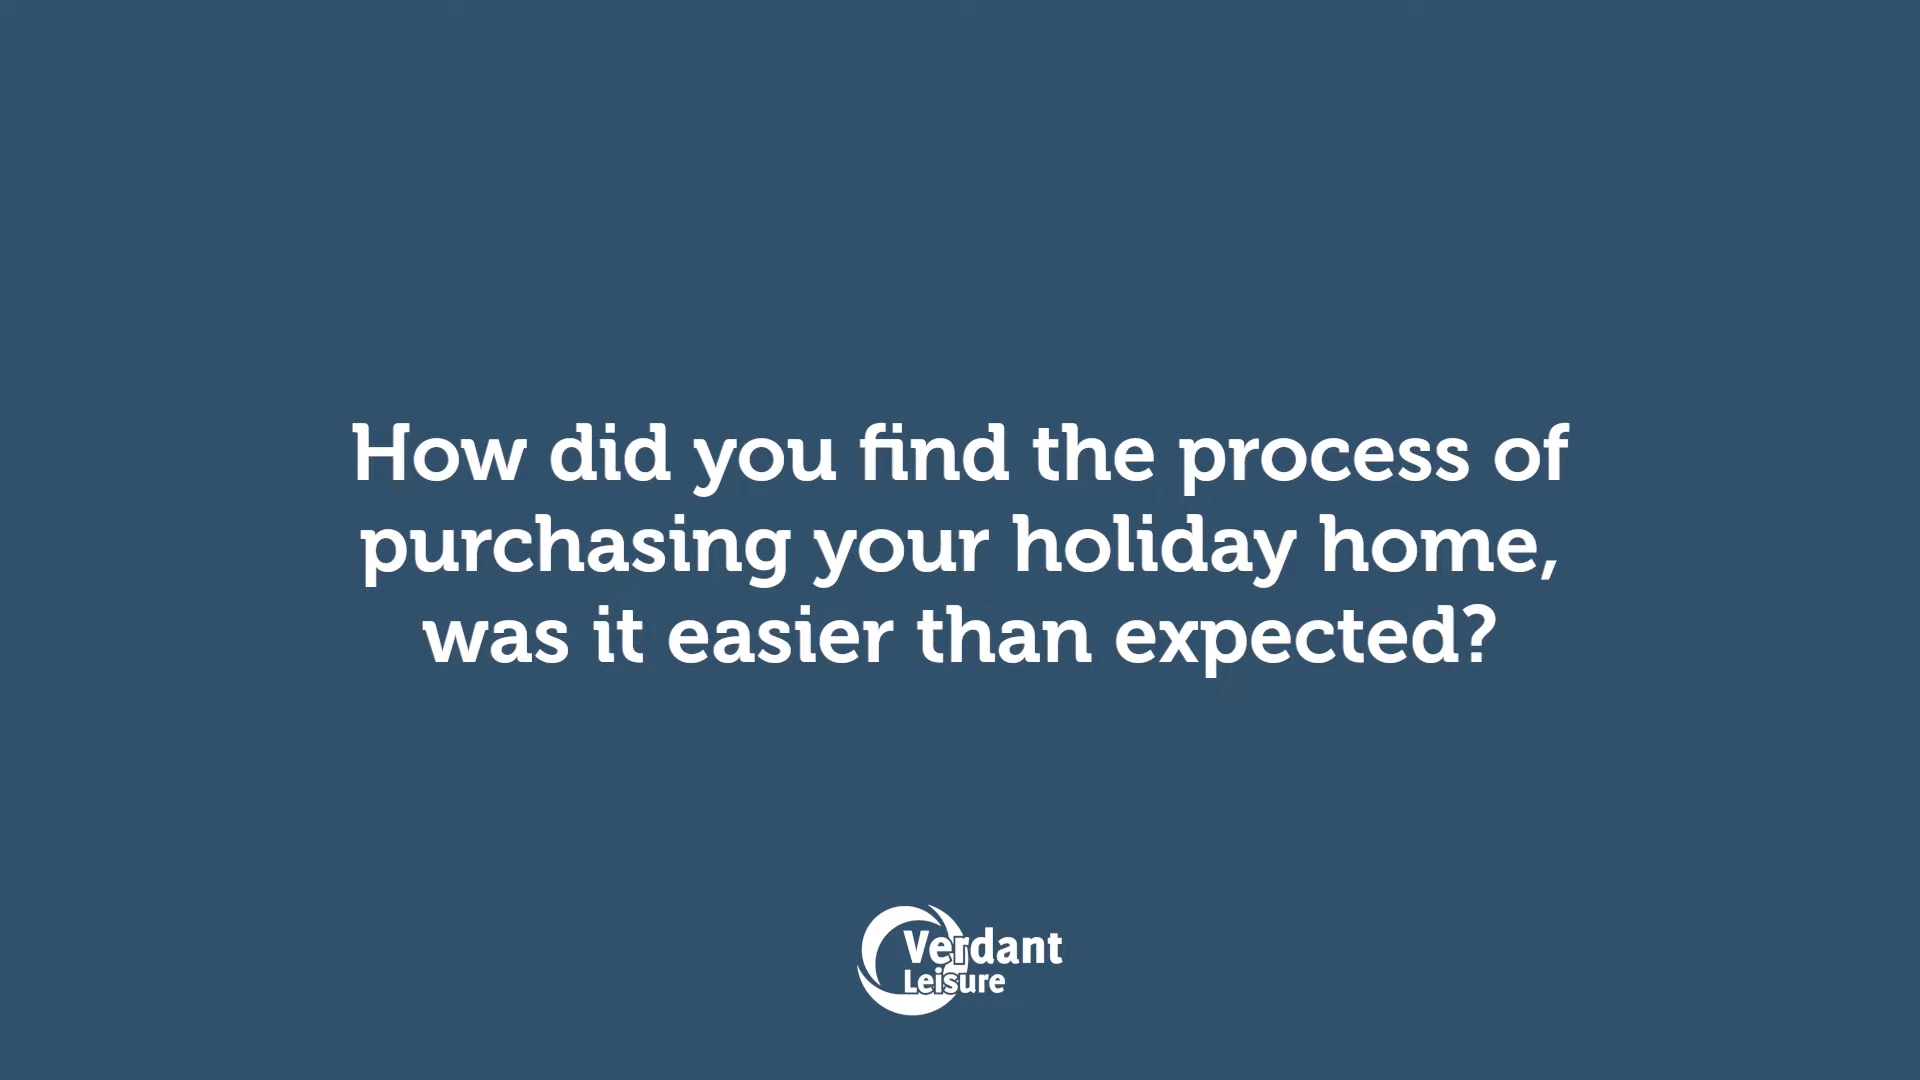 How did you find the process of
purchasing your holiday home,
was it easier than expected?
Verdant
Leisure